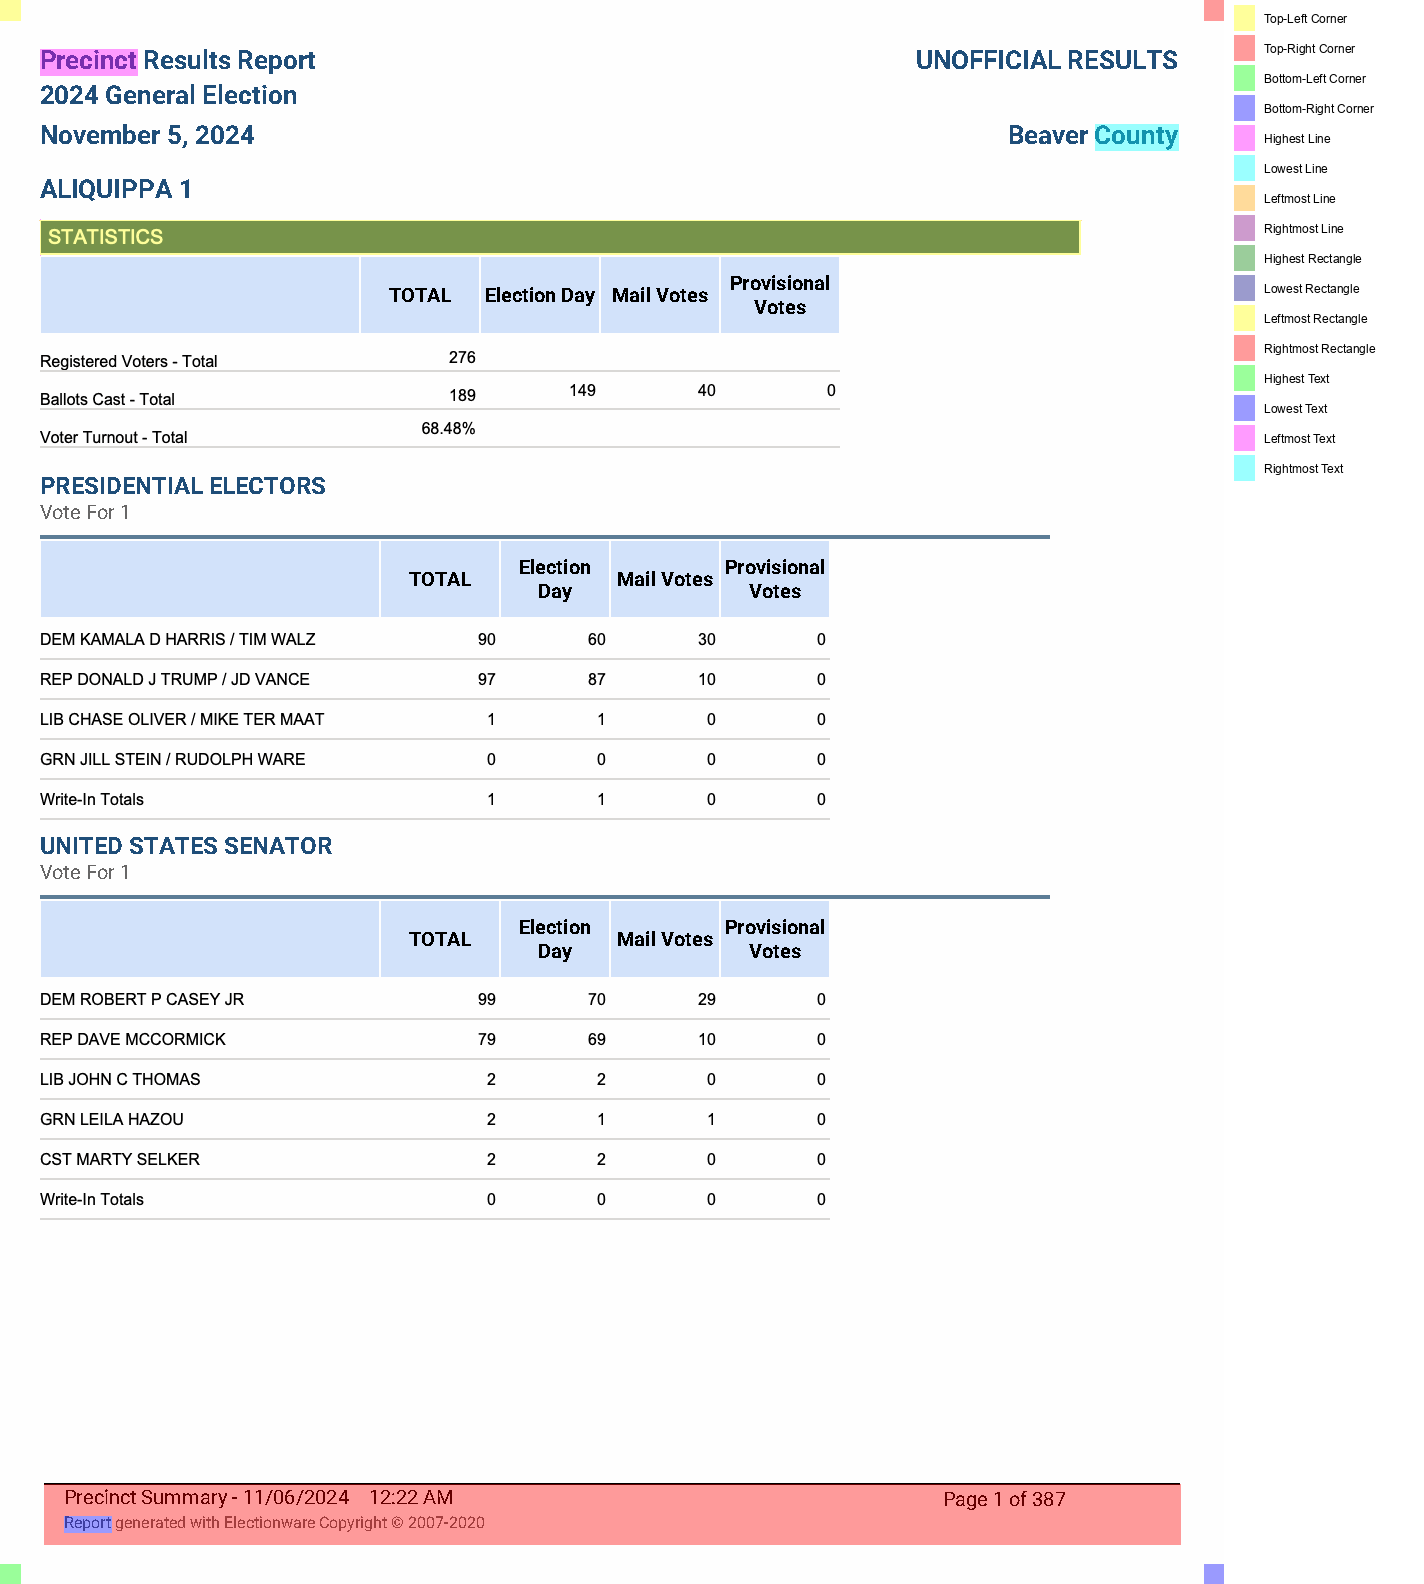 Precinct Results Report
UNOFFICIAL RESULTS
2024 General Election
November 5, 2024
Beaver County
ALIQUIPPA 1
STATISTICS
TOTAL Election Day Mail Votes Provisional Votes
Registered Voters - Total 276
Ballots Cast - Total 189 149 40 0
Voter Turnout - Total 68.48%
PRESIDENTIAL ELECTORS
Vote For 1
TOTAL Election Day Mail Votes Provisional Votes
DEM KAMALA D HARRIS / TIM WALZ 90 60 30 0
REP DONALD J TRUMP / JD VANCE 97 87 10 0
LIB CHASE OLIVER / MIKE TER MAAT 1 1 0 0
GRN JILL STEIN / RUDOLPH WARE 0 0 0 0
Write-In Totals 1 1 0 0
UNITED STATES SENATOR
Vote For 1
TOTAL Election Day Mail Votes Provisional Votes
DEM ROBERT P CASEY JR 99 70 29 0
REP DAVE MCCORMICK 79 69 10 0
LIB JOHN C THOMAS 2 2 0 0
GRN LEILA HAZOU 2 1 1 0
CST MARTY SELKER 2 2 0 0
Write-In Totals 0 0 0 0
Precinct Summary - 11/06/2024 12:22 AM
Page 1 of 387
Report generated with Electionware Copyright © 2007-2020
Top-Left Corner
Top-Right Corner
Bottom-Left Corner
Bottom-Right Corner
Highest Line
Lowest Line
Leftmost Line
Rightmost Line
Highest Rectangle
Lowest Rectangle
Leftmost Rectangle
Rightmost Rectangle
Highest Text
Lowest Text
Leftmost Text
Rightmost Text